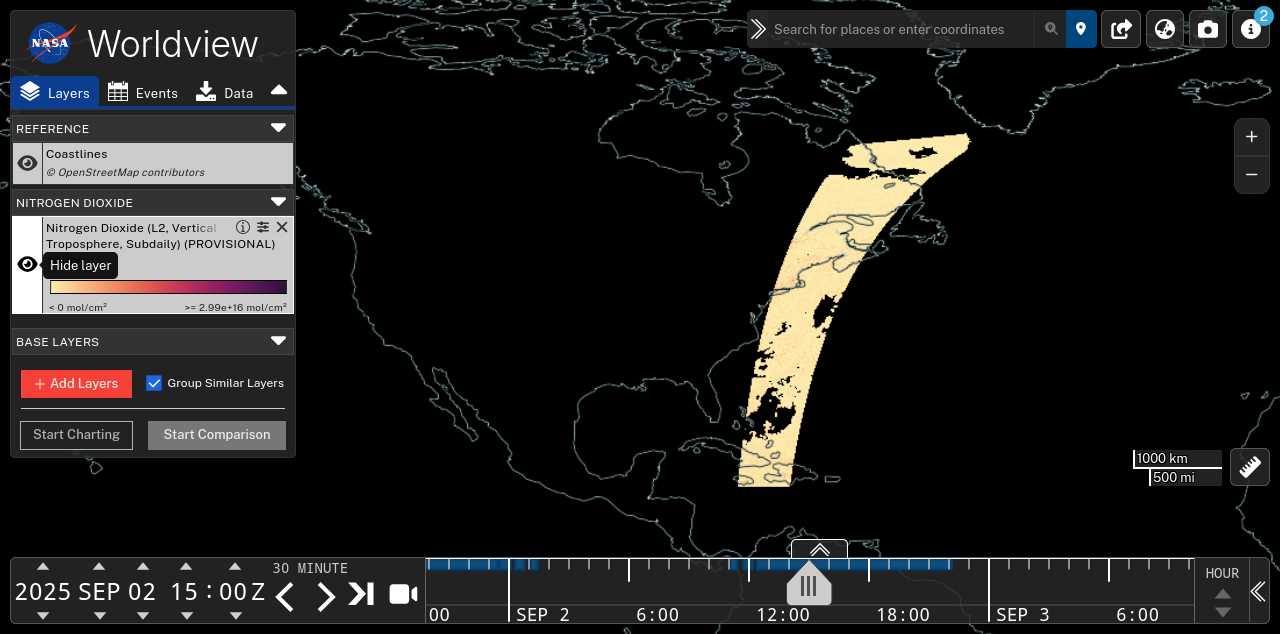 NASA Worldview
Search for places or enter coordinates
2
Layers Events Data
REFERENCE
Coastlines
© OpenStreetMap contributors
NITROGEN DIOXIDE
Nitrogen Dioxide (L2, Vertical
Troposphere, Subdaily) (PROVISIONAL)
Hide layer
< 0 mol/cm² >= 2.99e+16 mol/cm²
BASE LAYERS
+ Add Layers Group Similar Layers
Start Charting Start Comparison
+
−
1000 km
500 mi
2025 SEP 02 15:00 Z
30 MINUTE
00 SEP 2 6:00 12:00 18:00 SEP 3 6:00
HOUR